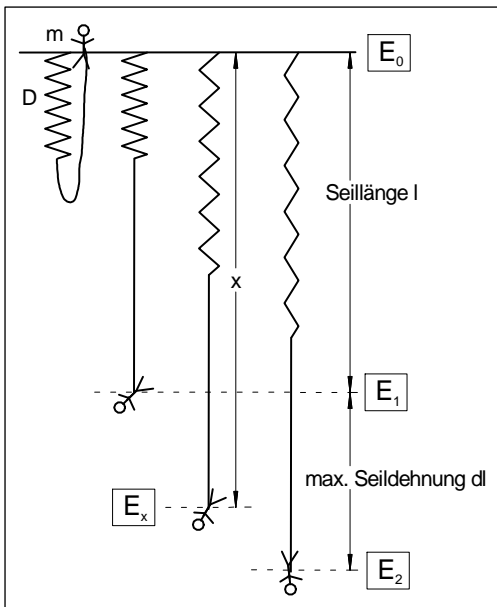 m
E0
D
Seillänge l
x
E1
max. Seildehnung dl
Ex
E2